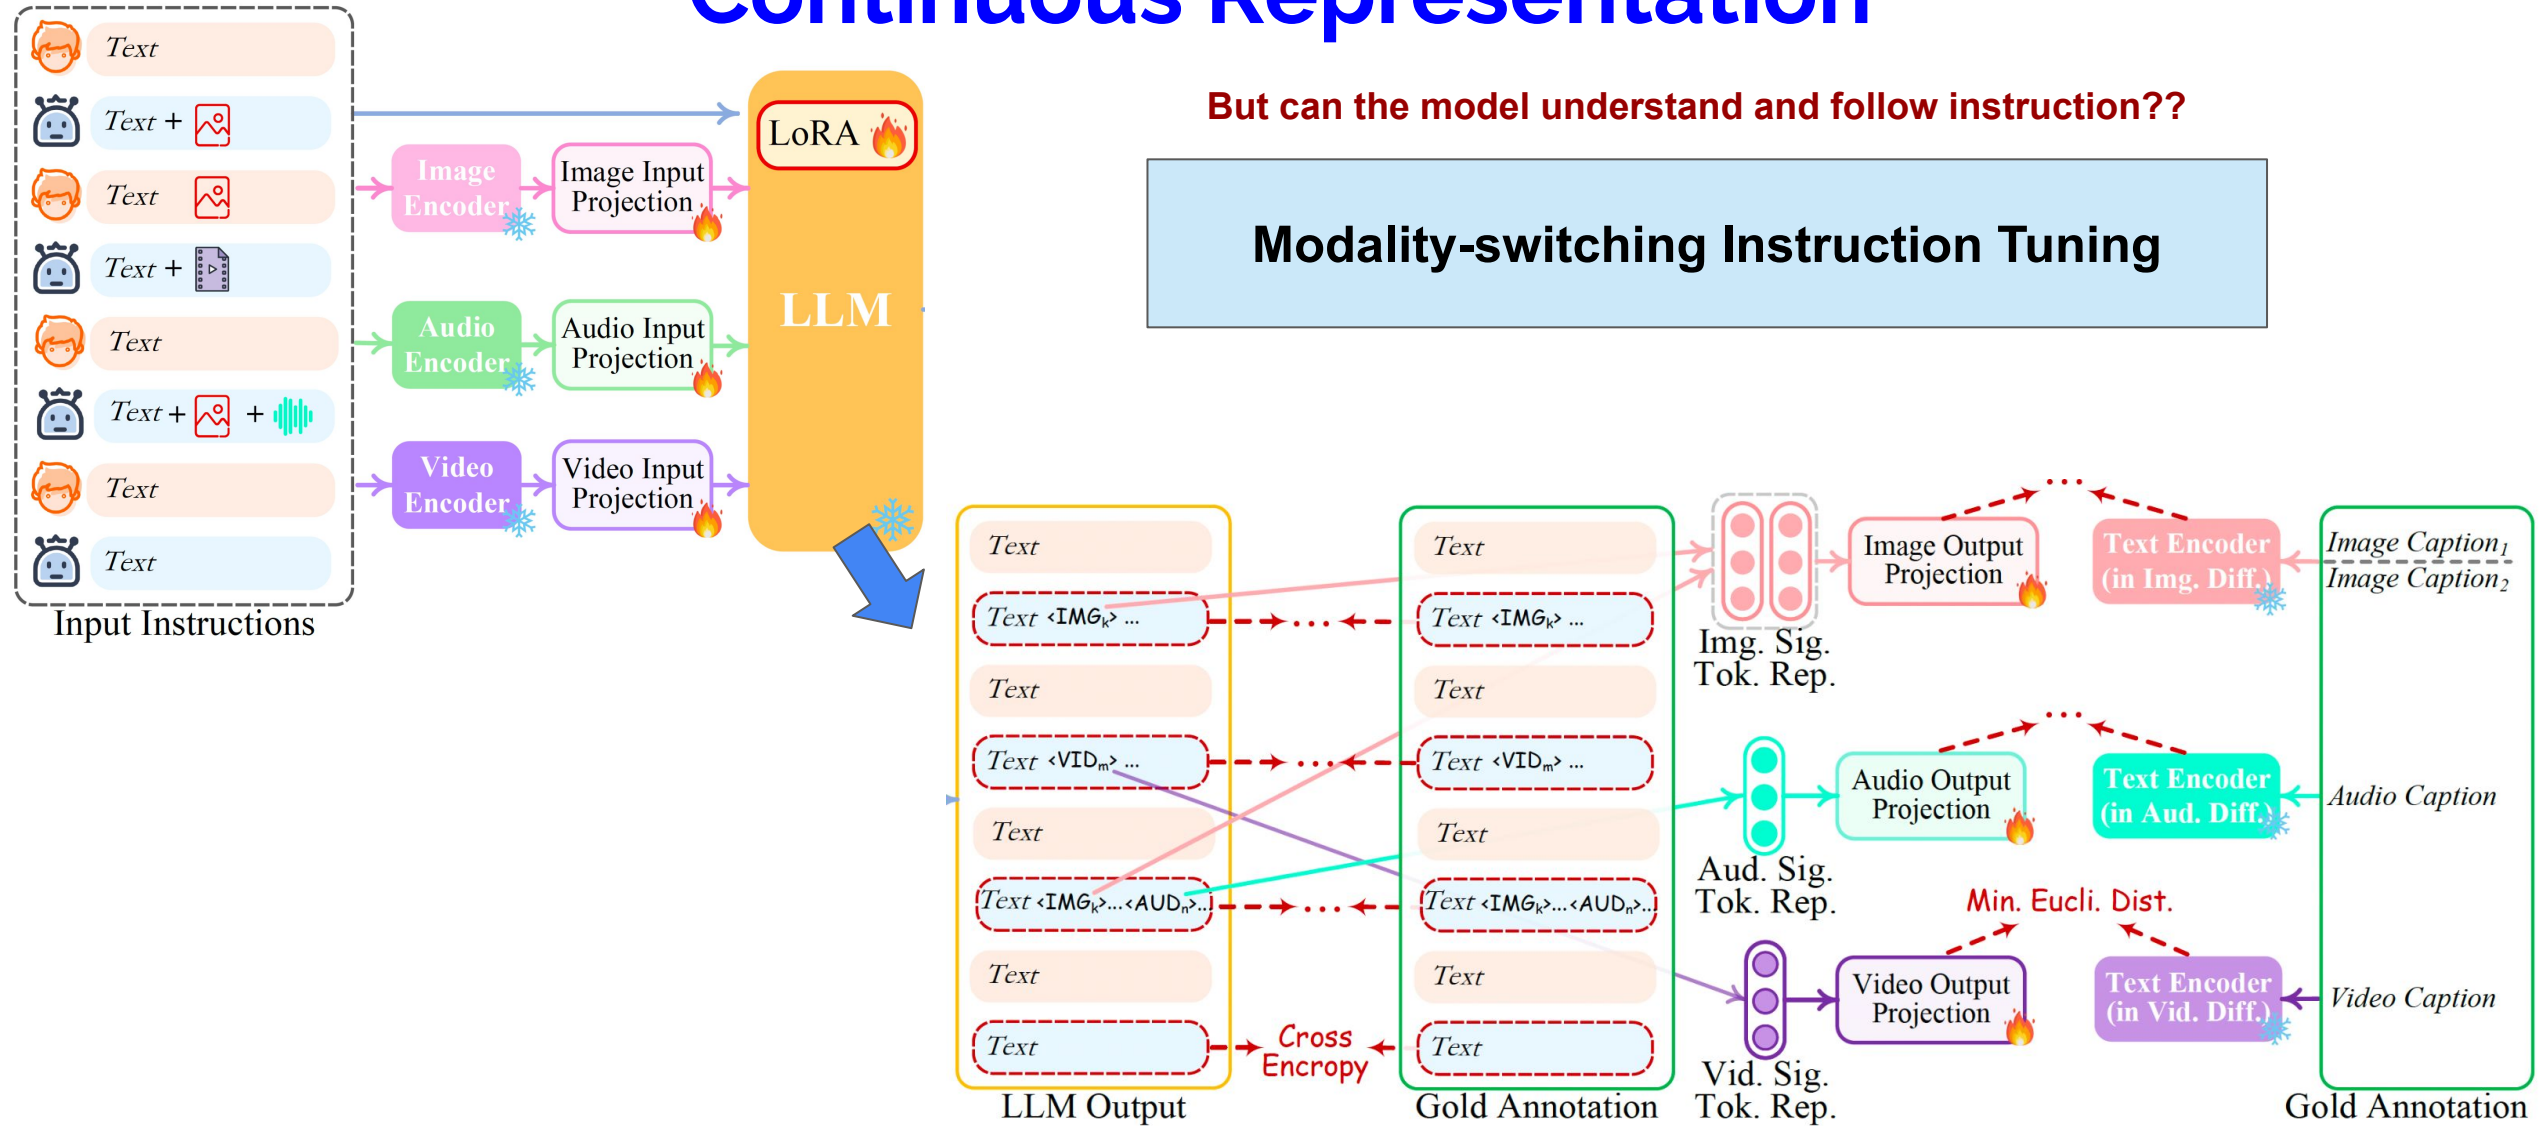 Continuous Representation
But can the model understand and follow instruction??
Modality-switching Instruction Tuning
Text
Text +
Text
Text +
Text
Text + +
Text
Text
Input Instructions
Image
Encoder
Image Input
Projection
Audio
Encoder
Audio Input
Projection
Video
Encoder
Video Input
Projection
LoRA
LLM
Text
Text <IMGk> ...
Text
Text <VIDm> ...
Text
Text <IMGk>...<AUDn>...
Text
Text
LLM Output
...
...
...
Cross
Encropy
Text
Text <IMGk> ...
Text
Text <VIDm> ...
Text
Text <IMGk>...<AUDn>...
Text
Text
Gold Annotation
Img. Sig.
Tok. Rep.
Image Output
Projection
...
Text Encoder
(in Img. Diff.)
Image Caption1
Image Caption2
Aud. Sig.
Tok. Rep.
Audio Output
Projection
...
Text Encoder
(in Aud. Diff.)
Audio Caption
Vid. Sig.
Tok. Rep.
Video Output
Projection
Min. Eucli. Dist.
Text Encoder
(in Vid. Diff.)
Video Caption
Gold Annotation